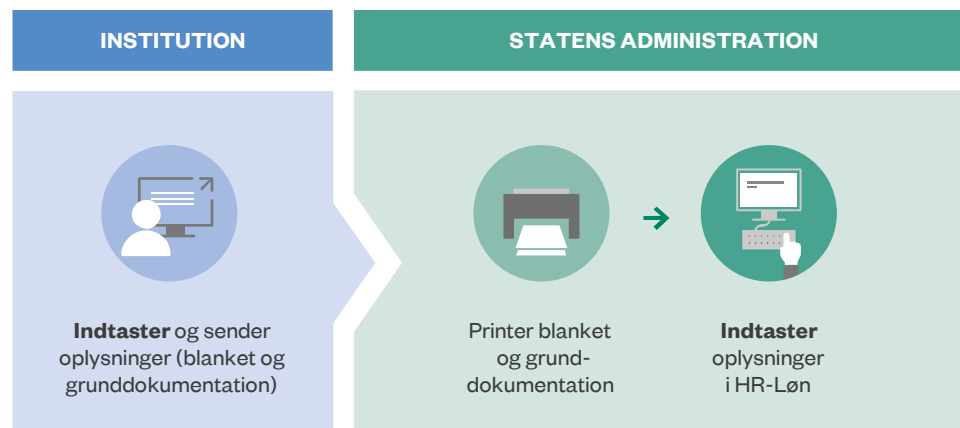 INSTITUTION
STATENS ADMINISTRATION
Indtaster og sender
oplysninger (blanket og
grunddokumentation)
Printer blanket
og grund-
dokumentation
Indtaster
oplysninger
i HR-Løn